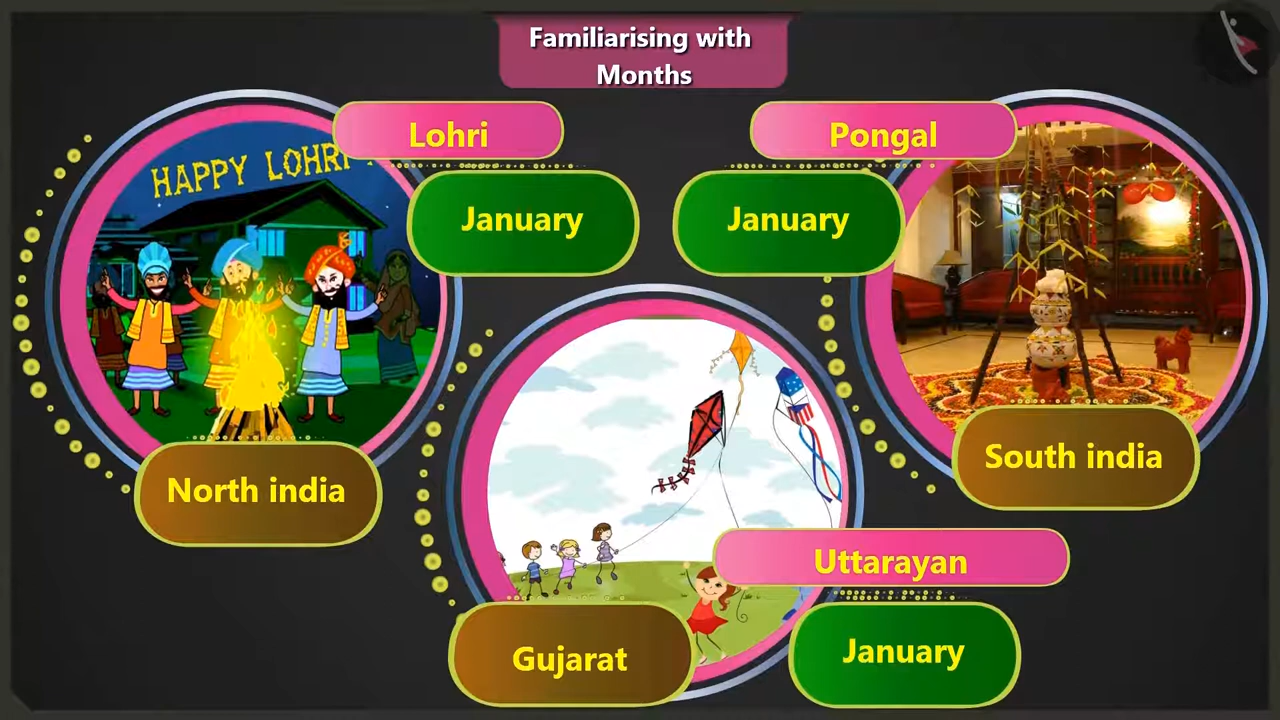 Familiarising with
Months
Lohri
January
HAPPY LOHRI
North india
Pongal
January
South india
Uttarayan
Gujarat
January